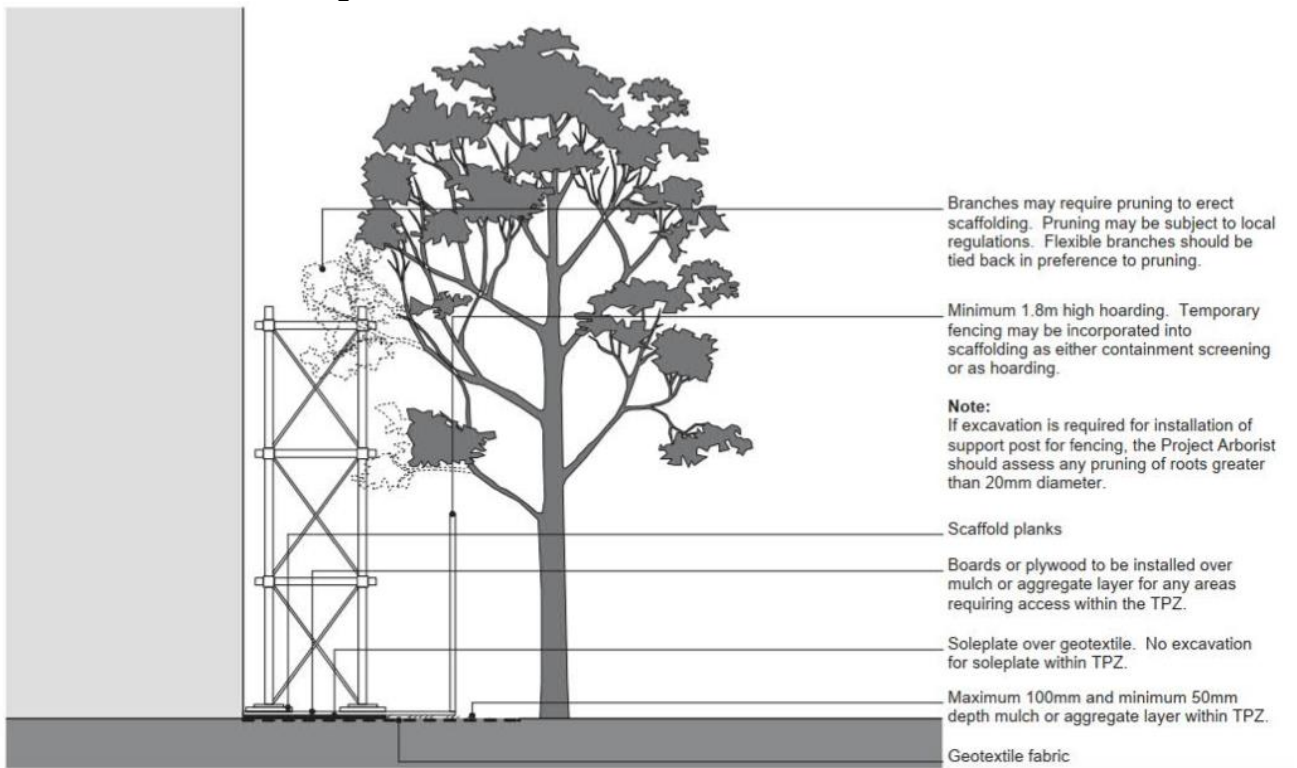 Branches may require pruning to erect
scaffolding. Pruning may be subject to local
regulations. Flexible branches should be
tied back in preference to pruning.
Minimum 1.8m high hoarding. Temporary
fencing may be incorporated into
scaffolding as either containment screening
or as hoarding.
Note:
If excavation is required for installation of
support post for fencing, the Project Arborist
should assess any pruning of roots greater
than 20mm diameter.
Scaffold planks
Boards or plywood to be installed over
mulch or aggregate layer for any areas
requiring access within the TPZ.
Soleplate over geotextile. No excavation
for soleplate within TPZ.
Maximum 100mm and minimum 50mm
depth mulch or aggregate layer within TPZ.
Geotextile fabric